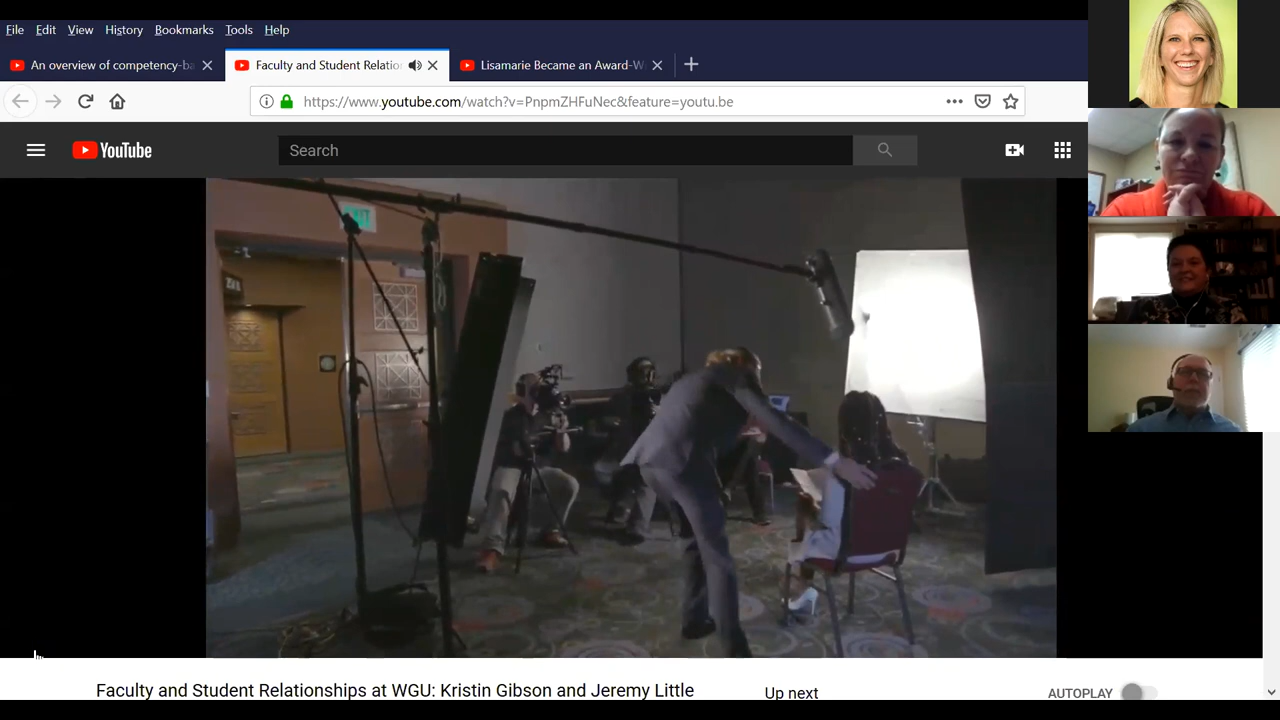 File Edit View History Bookmarks Tools Help
An overview of competency-ba
Faculty and Student Relatio
Lisamarie Became an Award-W
https://www.youtube.com/watch?v=PnpmZHFuNec&feature=youtu.be
YouTube
Search
EXIT
Faculty and Student Relationships at WGU: Kristin Gibson and Jeremy Little
Up next
AUTOPLAY